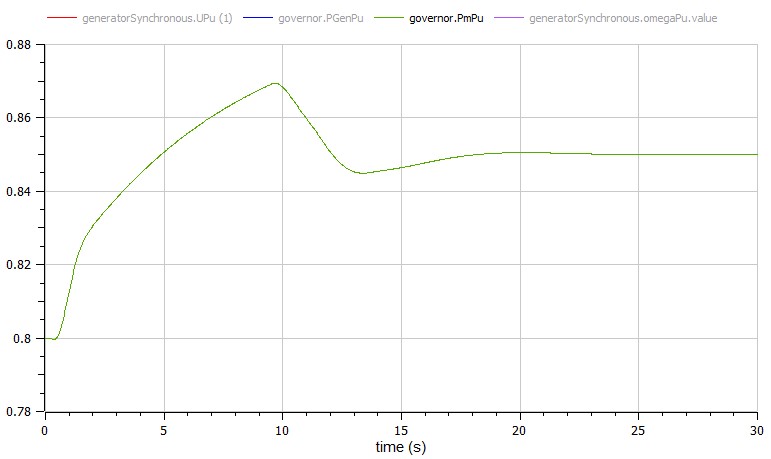 generatorSynchronous.UPu (1) governor.PGenPu governor.PmPu generatorSynchronous.omegaPu.value
0.88
0.86
0.84
0.82
0.8
0.78
0 5 10 15 20 25 30
time (s)